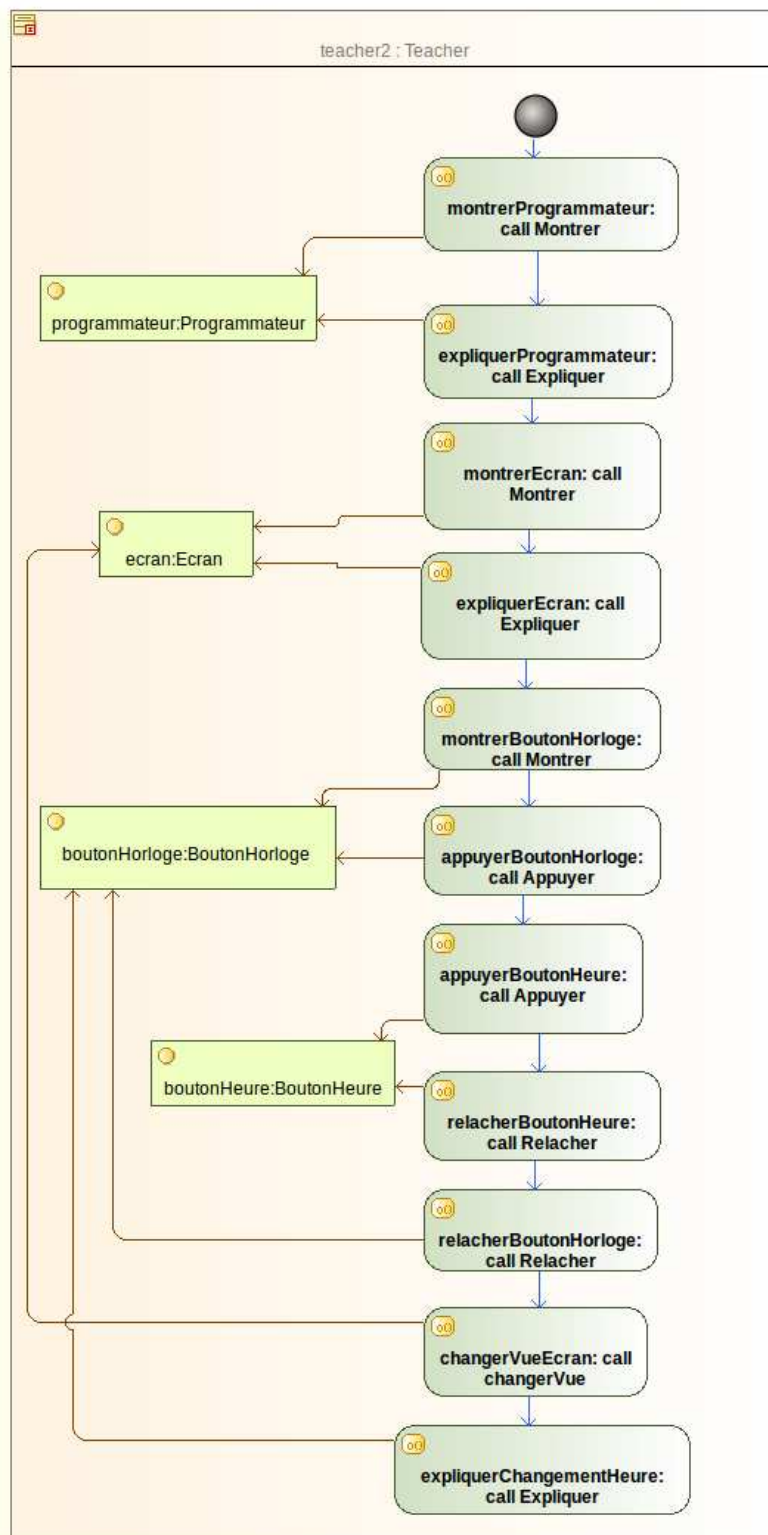 teacher2 : Teacher
montrerProgrammateur:
call Montrer
programmateur:Programmateur
expliquerProgrammateur:
call Expliquer
montrerEcran: call
Montrer
ecran:Ecran
expliquerEcran: call
Expliquer
montrerBoutonHorloge:
call Montrer
boutonHorloge:BoutonHorloge
appuyerBoutonHorloge:
call Appuyer
appuyerBoutonHeure:
call Appuyer
boutonHeure:BoutonHeure
relacherBoutonHeure:
call Relacher
relacherBoutonHorloge:
call Relacher
changerVueEcran: call
changerVue
expliquerChangementHeure:
call Expliquer